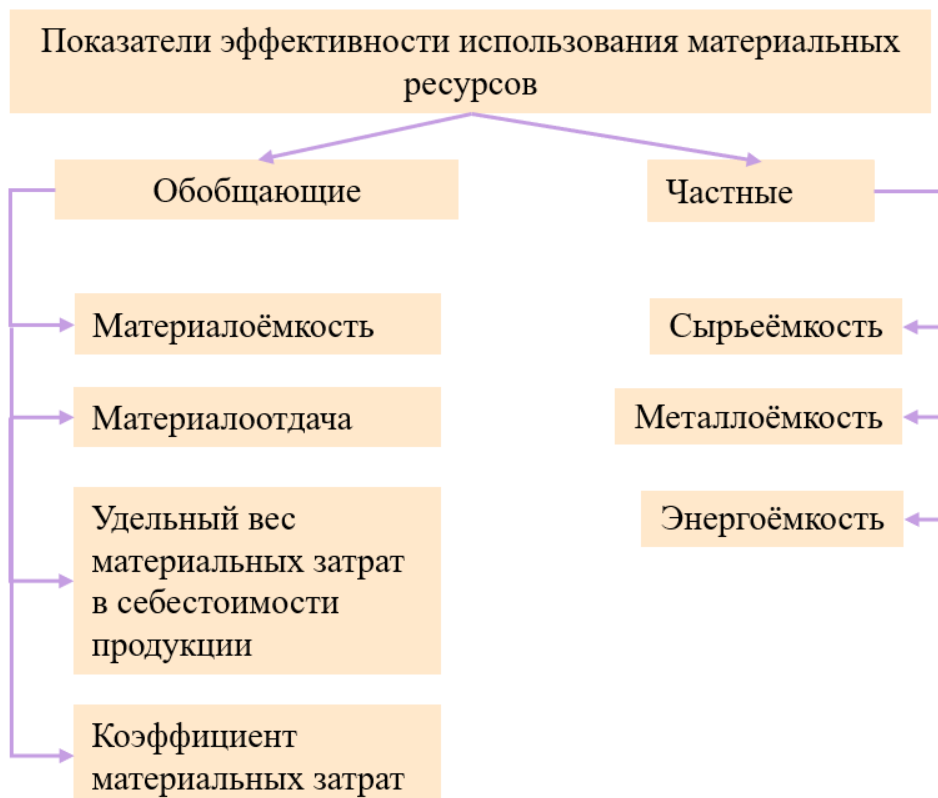 Показатели эффективности использования материальных
ресурсов
Обобщающие
Частные
Материалоёмкость
Сырьеёмкость
Материалоотдача
Металлоёмкость
Удельный вес
материальных затрат
в себестоимости
продукции
Энергоёмкость
Коэффициент
материальных затрат